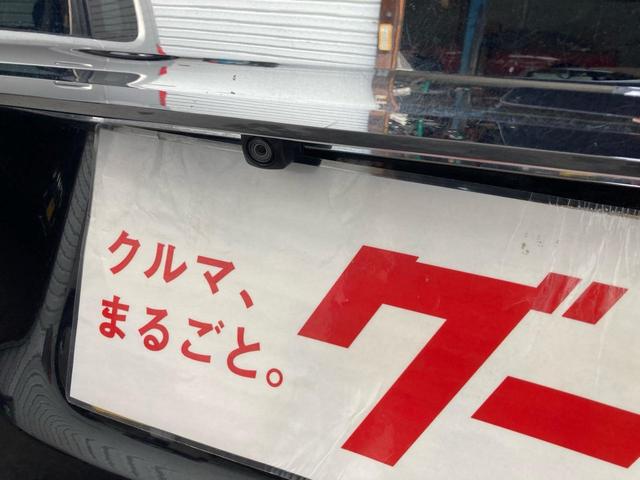 クルマ、
まるごと。
グー